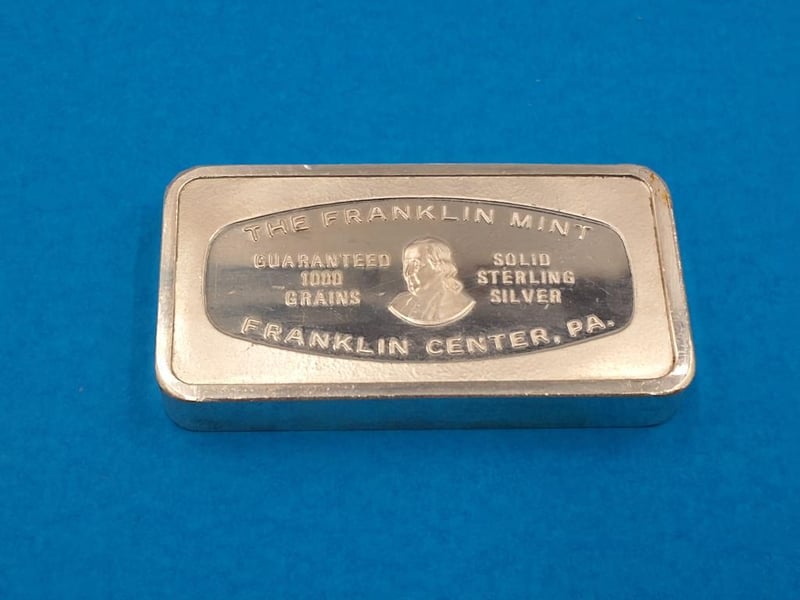 THE FRANKLIN MINT
GUARANTEED
1000
GRAINS
SOLID
STERLING
SILVER
FRANKLIN CENTER, PA.